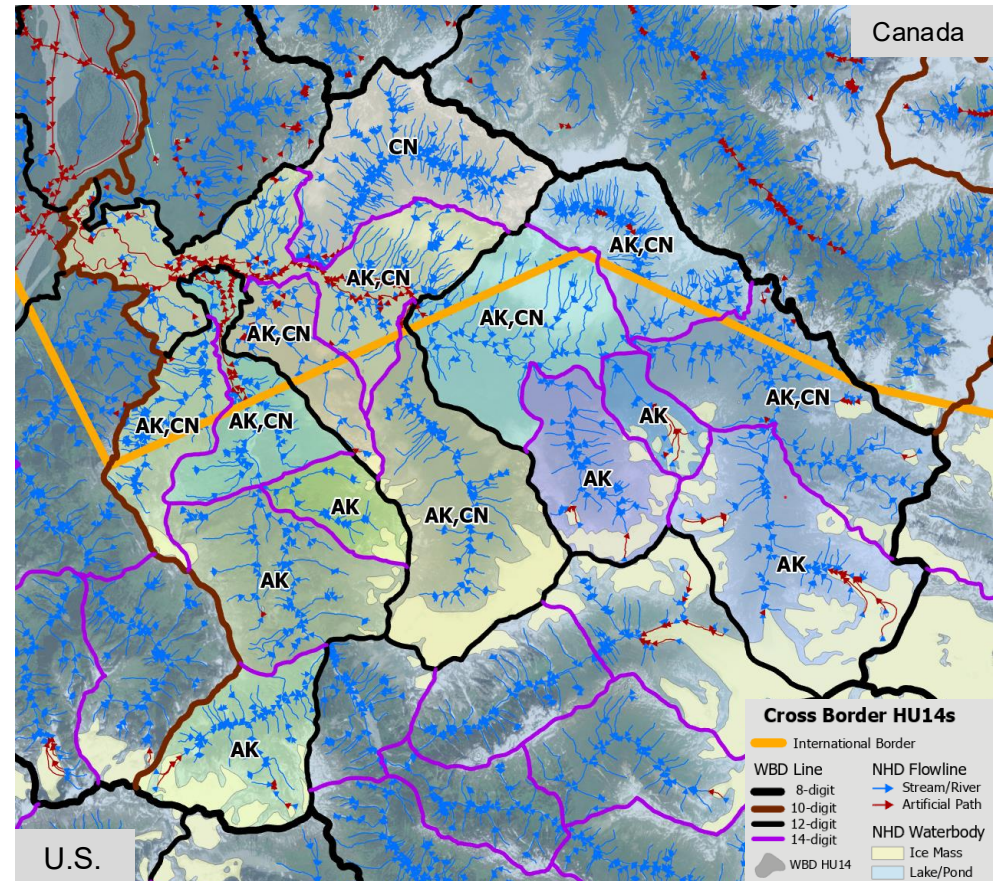 Canada
CN
AK,CN
AK,CN
AK,CN
AK,CN
AK,CN
AK,CN
AK,CN
AK
AK
AK
AK,CN
AK
AK
AK
U.S.
Cross Border HU14s
International Border
WBD Line
8-digit
10-digit
12-digit
14-digit
WBD HU14
NHD Flowline
Stream/River
Artificial Path
NHD Waterbody
Ice Mass
Lake/Pond